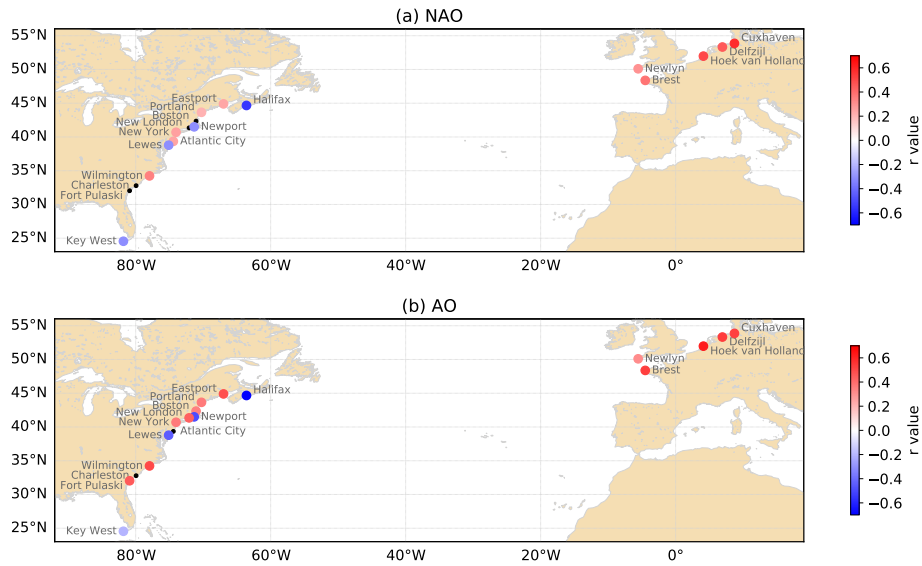 (a) NAO
55°N
50°N
45°N
40°N
35°N
30°N
25°N
80°W
60°W
40°W
20°W
0°
Cuxhaven
Delfzijl
Hoek van Holland
Newlyn
Brest
Eastport
Halifax
Portland
Boston
New London
Newport
New York
Atlantic City
Lewes
Wilmington
Charleston
Fort Pulaski
Key West
0.6
0.4
0.2
0.0
−0.2
−0.4
−0.6
r value
(b) AO
55°N
50°N
45°N
40°N
35°N
30°N
25°N
80°W
60°W
40°W
20°W
0°
Cuxhaven
Delfzijl
Hoek van Holland
Newlyn
Brest
Eastport
Halifax
Portland
Boston
New London
Newport
New York
Atlantic City
Lewes
Wilmington
Charleston
Fort Pulaski
Key West
0.6
0.4
0.2
0.0
−0.2
−0.4
−0.6
r value